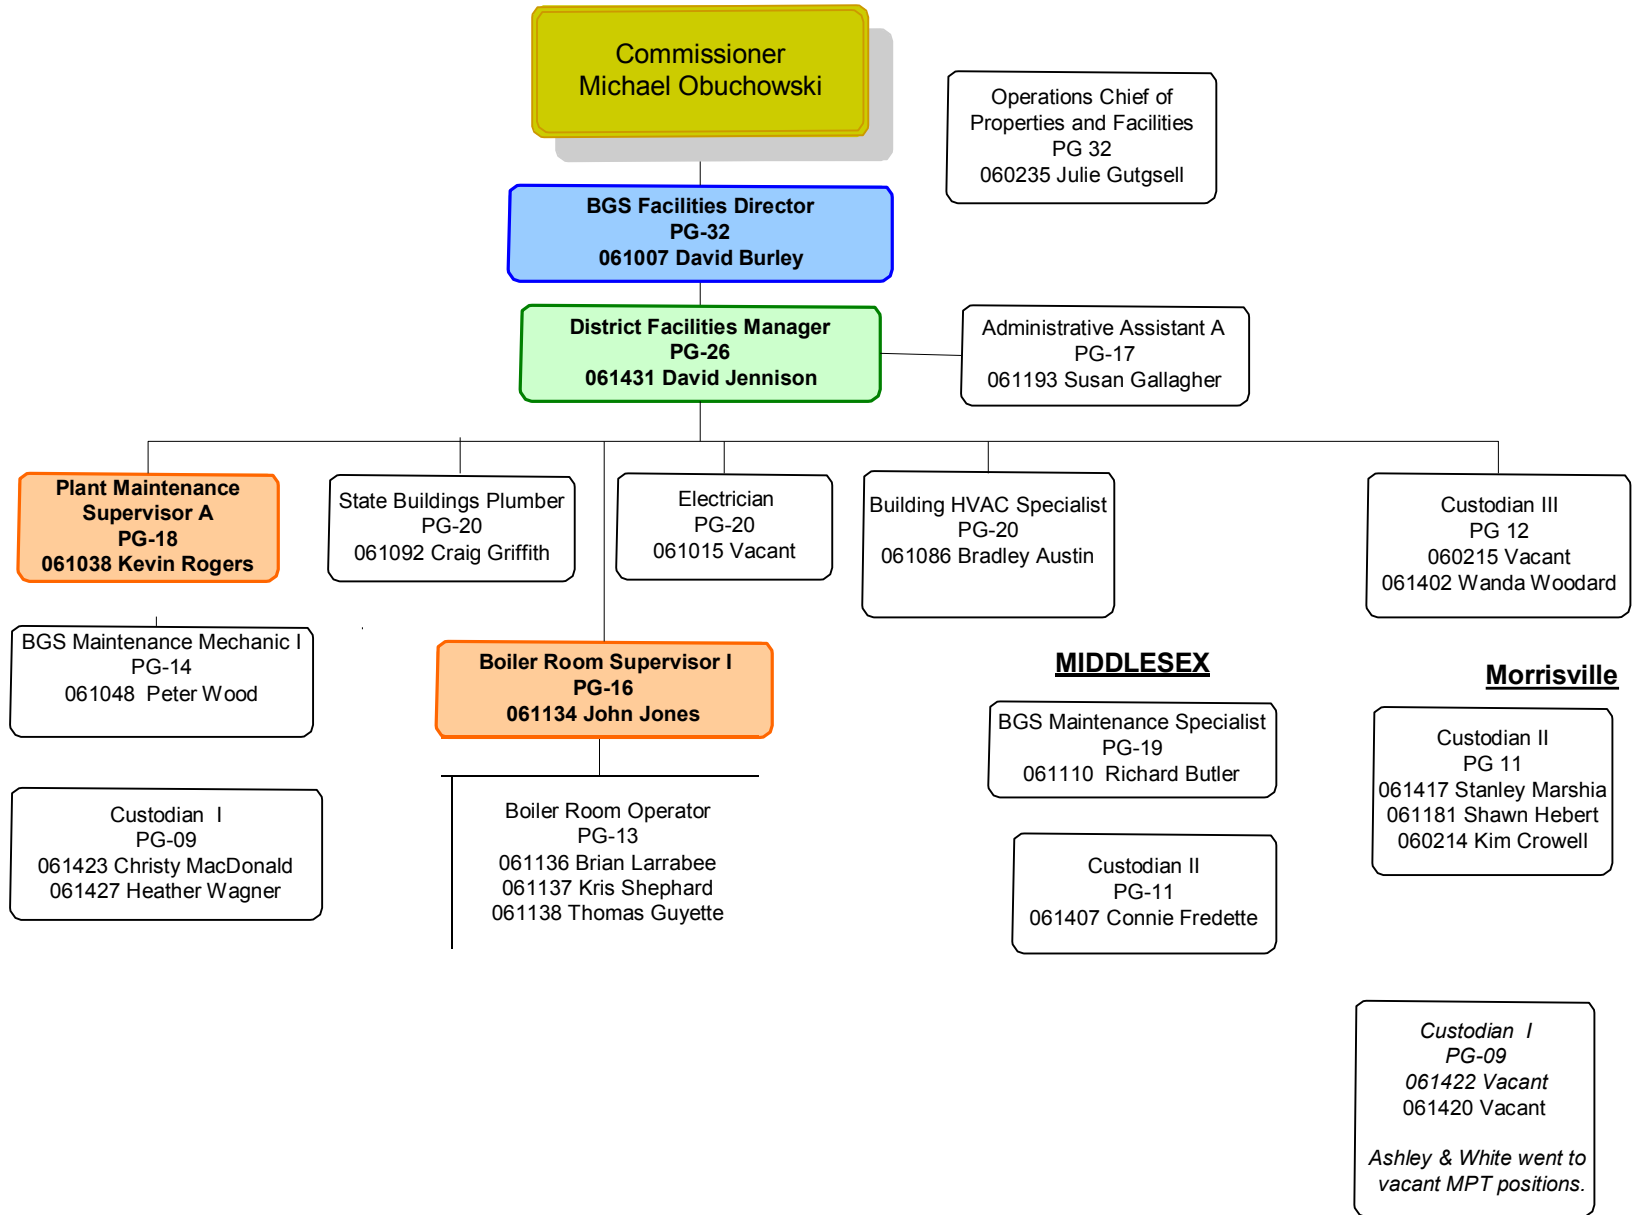 Commissioner
Michael Obuchowski
Operations Chief of
Properties and Facilities
PG 32
060235 Julie Gutgsell
BGS Facilities Director
PG-32
061007 David Burley
District Facilities Manager
PG-26
061431 David Jennison
Administrative Assistant A
PG-17
061193 Susan Gallagher
Plant Maintenance
Supervisor A
PG-18
061038 Kevin Rogers
State Buildings Plumber
PG-20
061092 Craig Griffith
Electrician
PG-20
061015 Vacant
Building HVAC Specialist
PG-20
061086 Bradley Austin
Custodian III
PG 12
060215 Vacant
061402 Wanda Woodard
BGS Maintenance Mechanic I
PG-14
061048 Peter Wood
Boiler Room Supervisor I
PG-16
061134 John Jones
MIDDLESEX
Morrisville
BGS Maintenance Specialist
PG-19
061110 Richard Butler
Custodian II
PG 11
061417 Stanley Marshia
061181 Shawn Hebert
060214 Kim Crowell
Custodian I
PG-09
061423 Christy MacDonald
061427 Heather Wagner
Boiler Room Operator
PG-13
061136 Brian Larrabee
061137 Kris Shephard
061138 Thomas Guyette
Custodian II
PG-11
061407 Connie Fredette
Custodian I
PG-09
061422 Vacant
061420 Vacant
Ashley & White went to
vacant MPT positions.